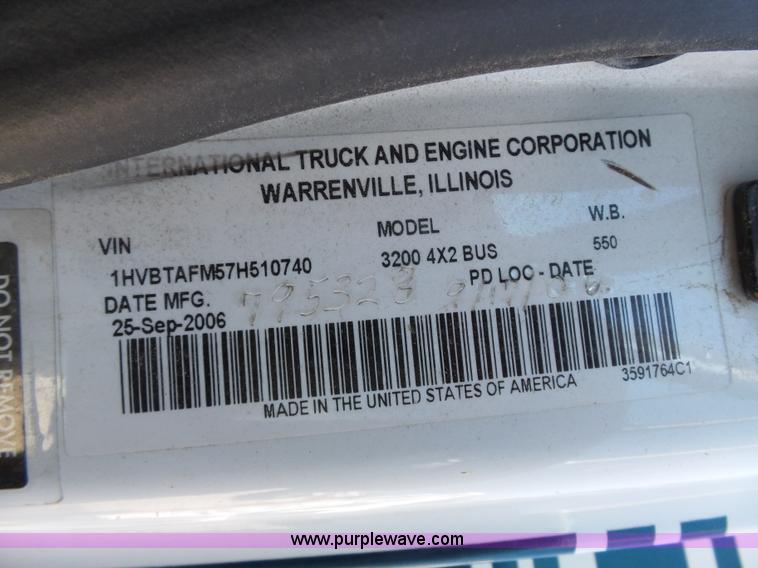 INTERNATIONAL TRUCK AND ENGINE CORPORATION
WARRENVILLE, ILLINOIS
VIN MODEL W.B.
1HVBTAFM57H510740 3200 4X2 BUS 550
DATE MFG. PD LOC - DATE
25-Sep-2006 795323
MADE IN THE UNITED STATES OF AMERICA 3591764C1
DO NOT REMOVE
www.purplewave.com